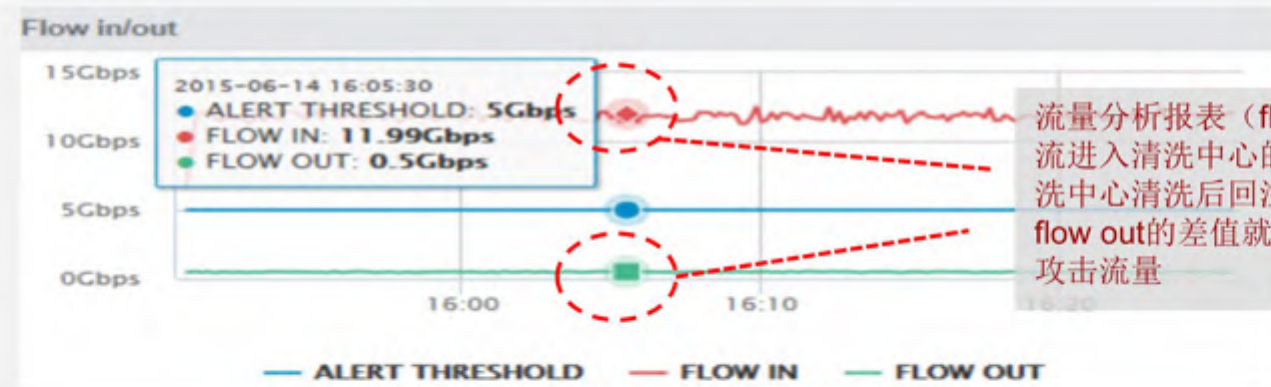 Flow in/out
15Gbps
2015-06-14 16:05:30
ALERT THRESHOLD: 5Gbps
FLOW IN: 11.99Gbps
FLOW OUT: 0.5Gbps
10Gbps
5Gbps
0Gbps
流量分析报表（fl
流进入清洗中心的
洗中心清洗后回注
flow out的差值就
攻击流量
16:00
16:10
16:20
ALERT THRESHOLD
FLOW IN
FLOW OUT